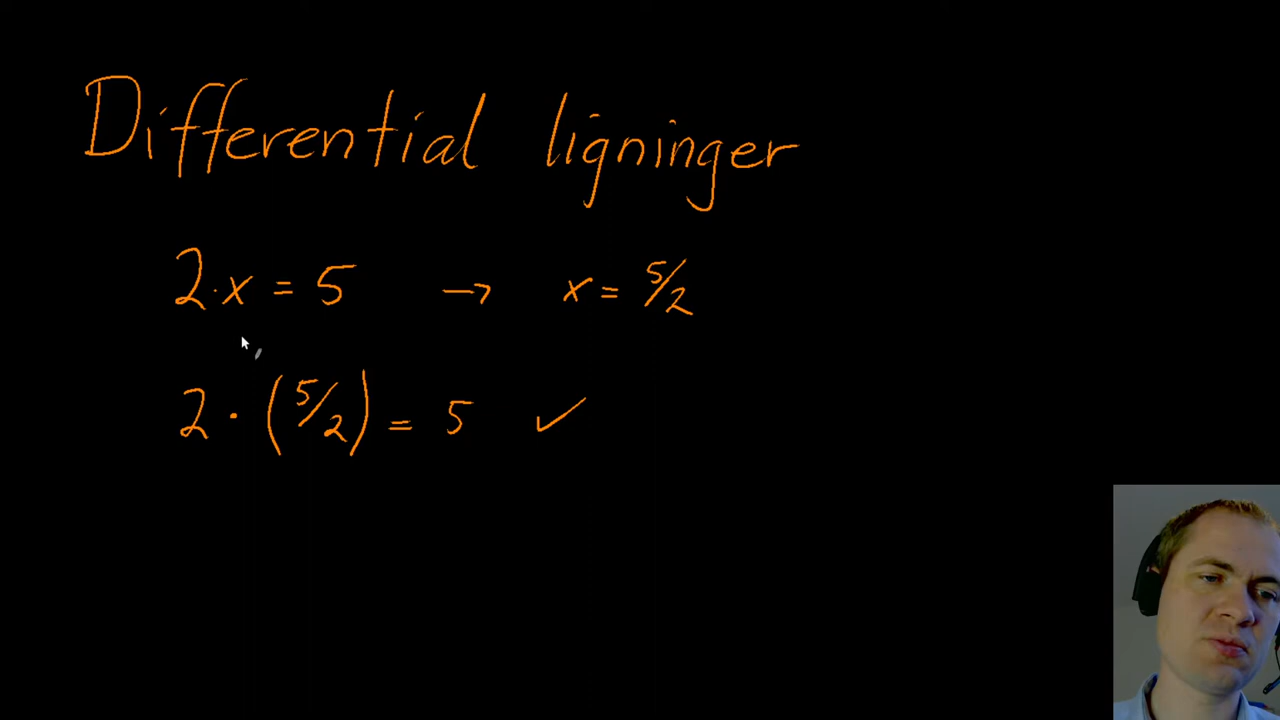 Differential ligninger
2·x = 5 → x = 5/2
2 · (5/2) = 5 ✓